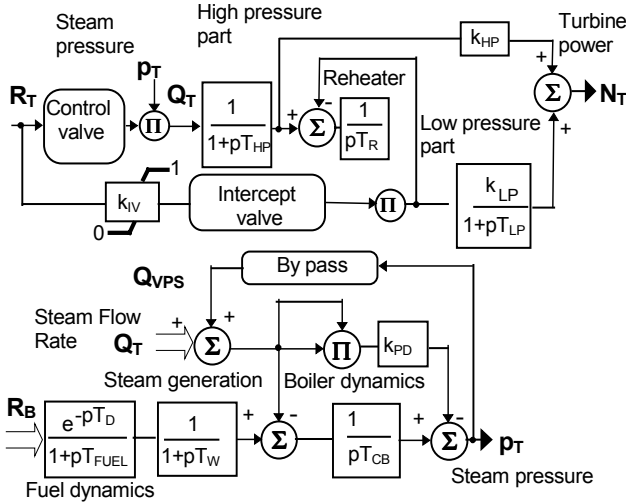 High pressure
part
Turbine
power
Steam
pressure
k_HP
p_T
Q_T
R_T
Control
valve
Π
1
1+pT_HP
Reheater
+
-
Σ
1
pT_R
+
Σ
+
N_T
Low pressure
part
1
k_IV
0
Intercept
valve
Π
k_LP
1+pT_LP
By pass
Q_VPS
Steam Flow
Rate
Q_T
+
+
Σ
Π
k_PD
Steam generation
Boiler dynamics
R_B
e^-pT_D
1+pT_FUEL
1
1+pT_W
+
-
Σ
1
pT_CB
+
-
Σ
p_T
Fuel dynamics
Steam pressure